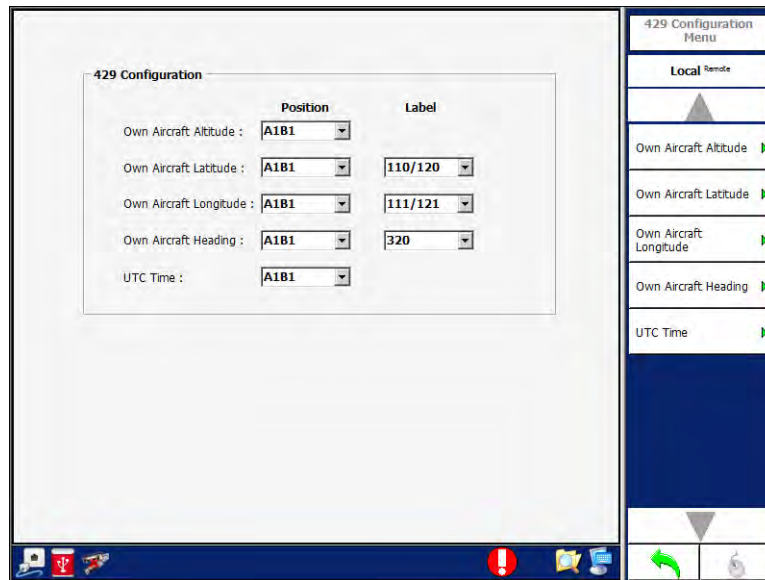 429 Configuration
Menu
Local Remote
429 Configuration
Position Label
Own Aircraft Altitude : A1B1
Own Aircraft Latitude : A1B1 110/120
Own Aircraft Longitude : A1B1 111/121
Own Aircraft Heading : A1B1 320
UTC Time : A1B1
Own Aircraft Altitude
Own Aircraft Latitude
Own Aircraft
Longitude
Own Aircraft Heading
UTC Time